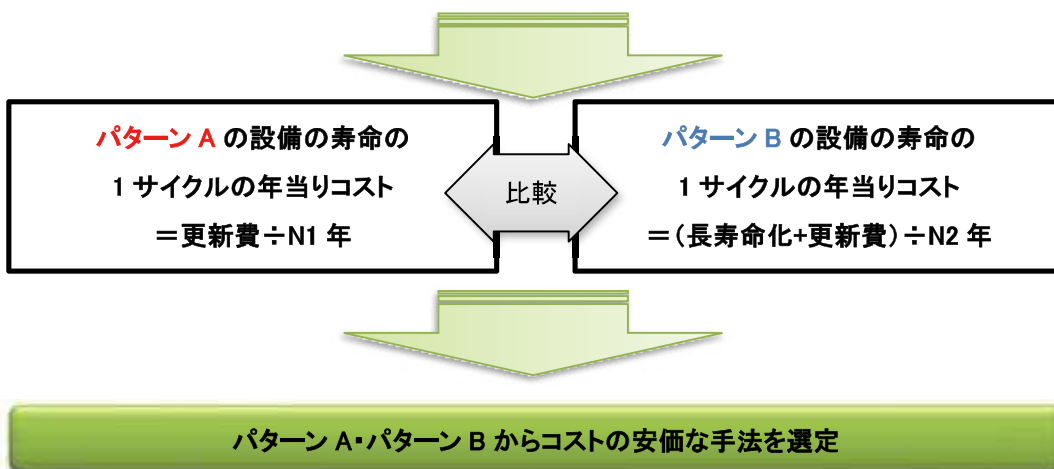 パターン A の設備の寿命の
1 サイクルの年当りコスト
＝更新費÷N1 年
比較
パターン B の設備の寿命の
1 サイクルの年当りコスト
＝（長寿命化+更新費）÷N2 年
パターン A・パターン B からコストの安価な手法を選定